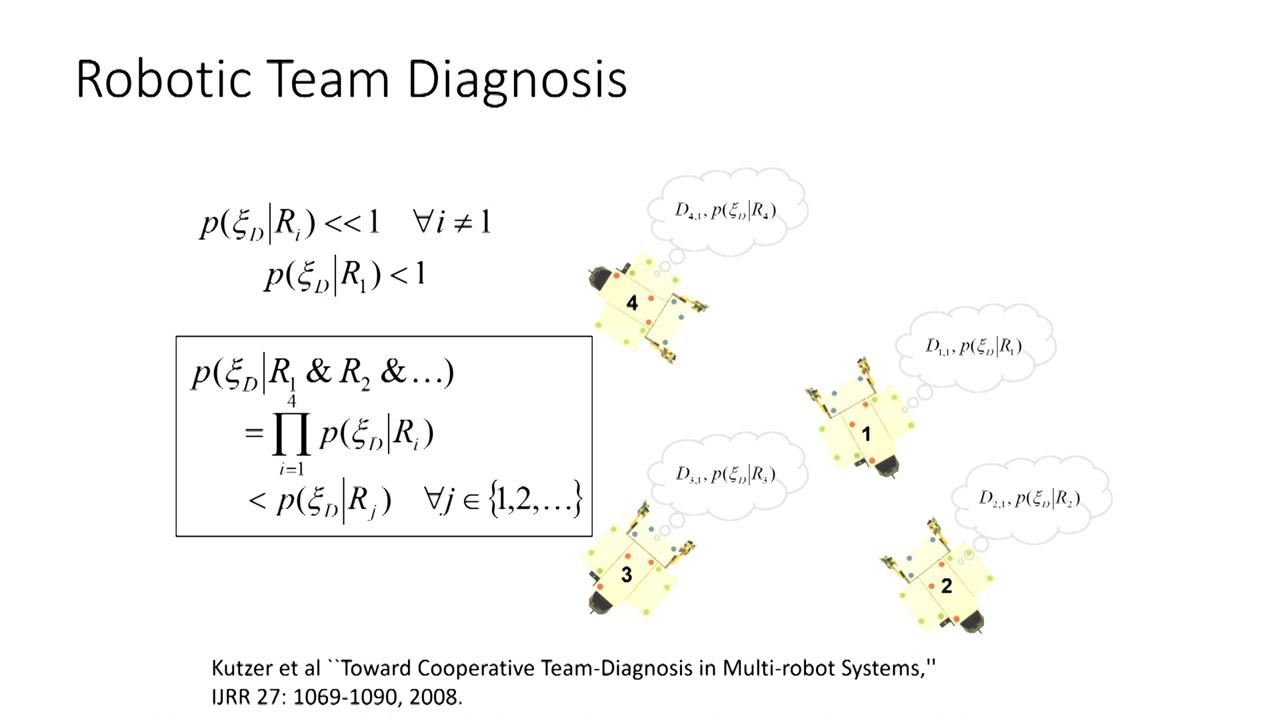 Robotic Team Diagnosis
p(ξ_D|R_i) << 1 ∀i ≠ 1
p(ξ_D|R_1) < 1
p(ξ_D|R_1 & R_2 &…)
= ∏_{i=1}^{4} p(ξ_D|R_i)
< p(ξ_D|R_j) ∀j ∈ {1,2,…}
D_{4,1}, p(ξ_D|R_4)
4
D_{1,1}, p(ξ_D|R_1)
1
D_{3,1}, p(ξ_D|R_3)
3
D_{2,1}, p(ξ_D|R_2)
2
Kutzer et al ``Toward Cooperative Team-Diagnosis in Multi-robot Systems,''
IJRR 27: 1069-1090, 2008.